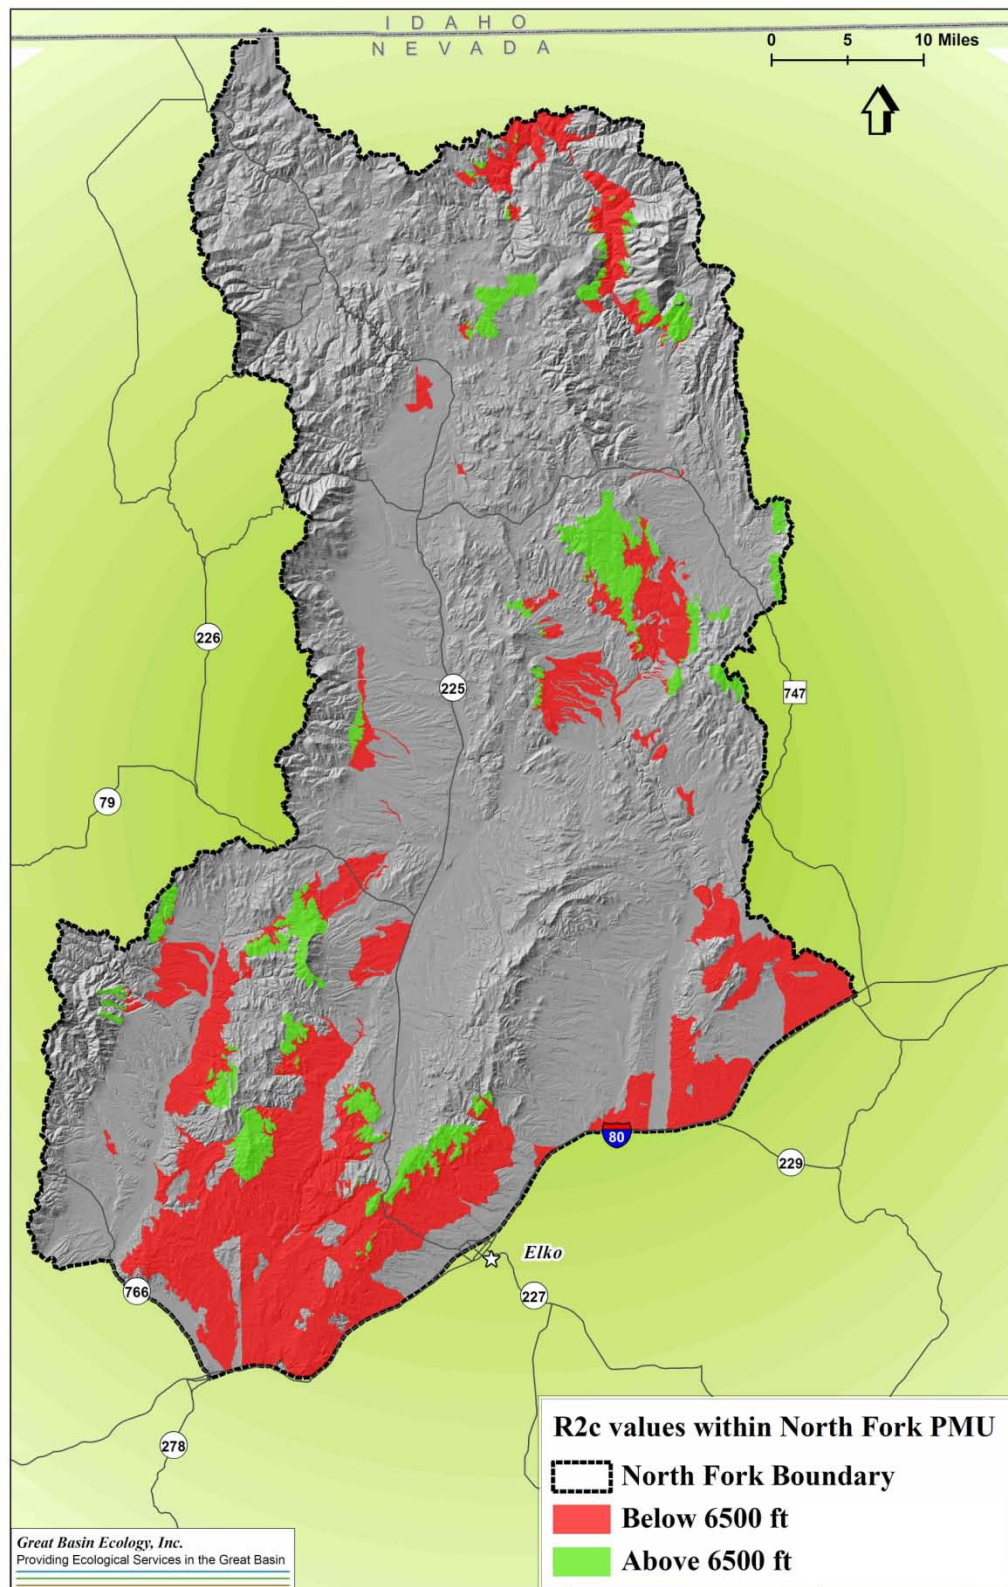 IDAHO
NEVADA
0 5 10 Miles
226
225
747
79
80
229
Elko
766
227
278
R2c values within North Fork PMU
North Fork Boundary
Below 6500 ft
Above 6500 ft
Great Basin Ecology, Inc.
Providing Ecological Services in the Great Basin